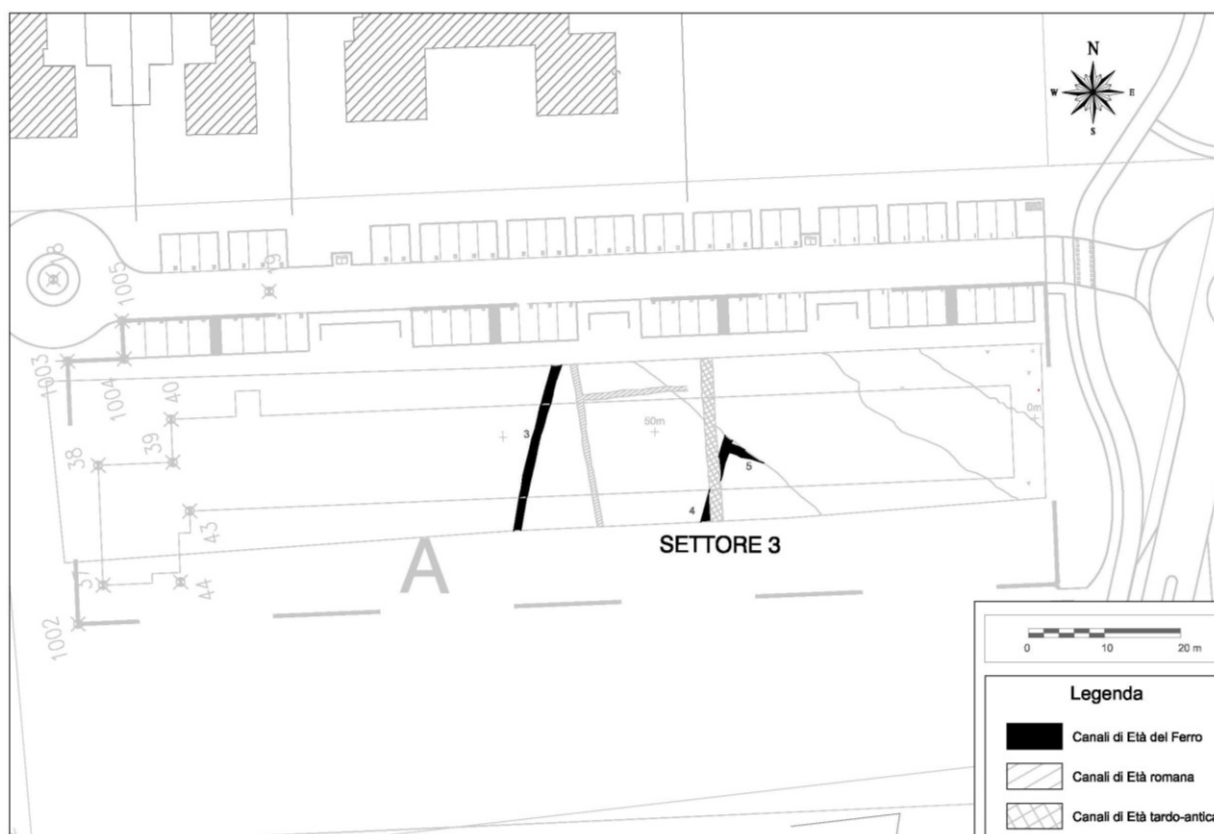 N
W E
S
1005
1003
1004
40
39
38
43
37
44
1002
3
50m
0m
5
4
SETTORE 3
A
0 10 20 m
Legenda
Canali di Età del Ferro
Canali di Età romana
Canali di Età tardo-antica